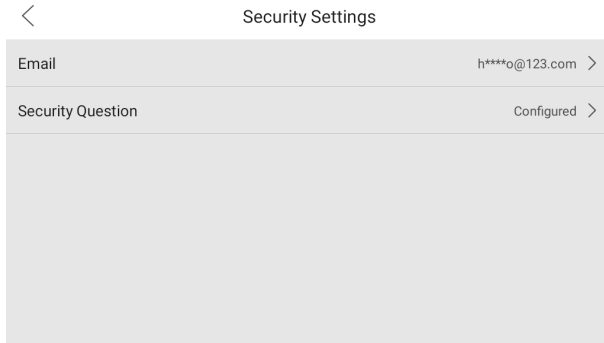 Security Settings
Email h****o@123.com
Security Question Configured